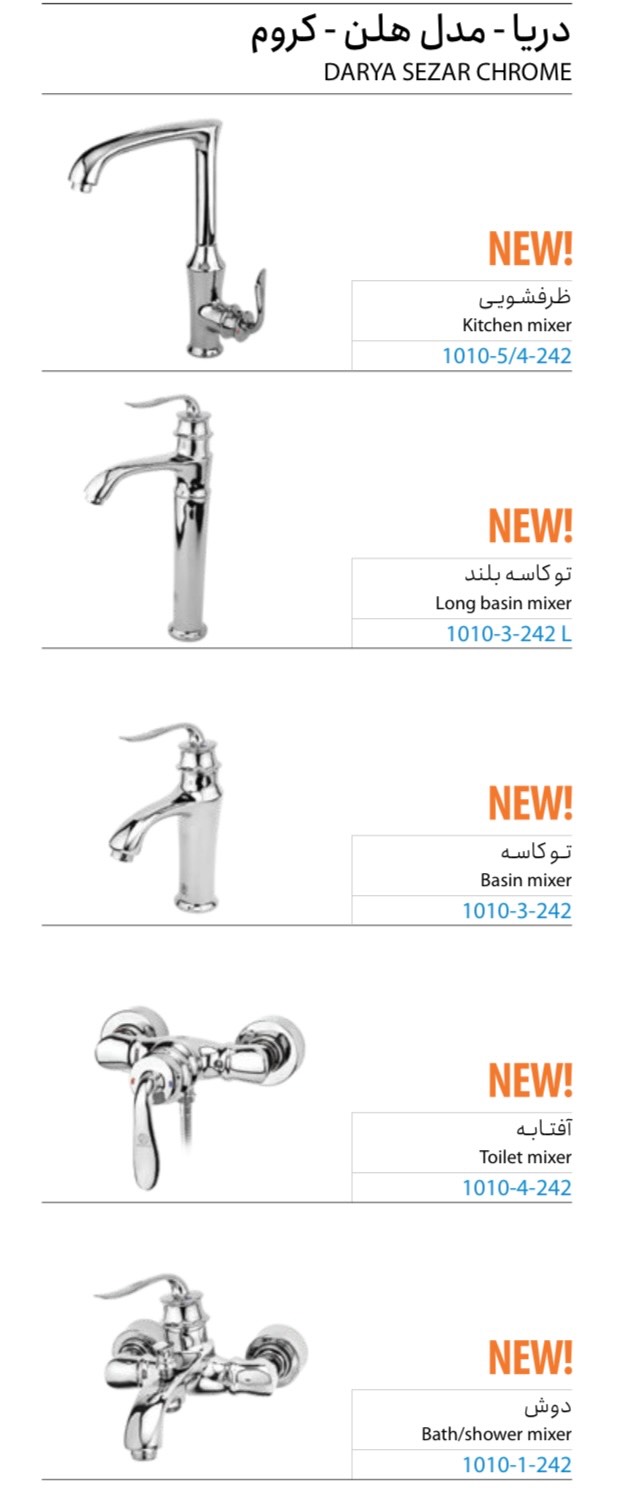 دریا - مدل هلن - کروم
DARYA SEZAR CHROME
NEW!
ظرفشویی
Kitchen mixer
1010-5/4-242
NEW!
توکاسه بلند
Long basin mixer
1010-3-242 L
NEW!
توکاسه
Basin mixer
1010-3-242
NEW!
آفتابه
Toilet mixer
1010-4-242
NEW!
دوش
Bath/shower mixer
1010-1-242